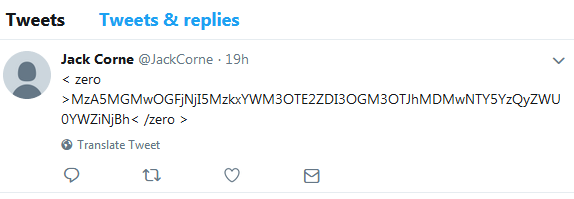 Tweets Tweets & replies
Jack Corne @JackCorne · 19h
< zero
>MzA5MGMwOGFjNjI5MzkxYWM3OTE2ZDI3OGM3OTJhMDMwNTY5YzQyZWU
0YWZiNjBh< /zero >
Translate Tweet